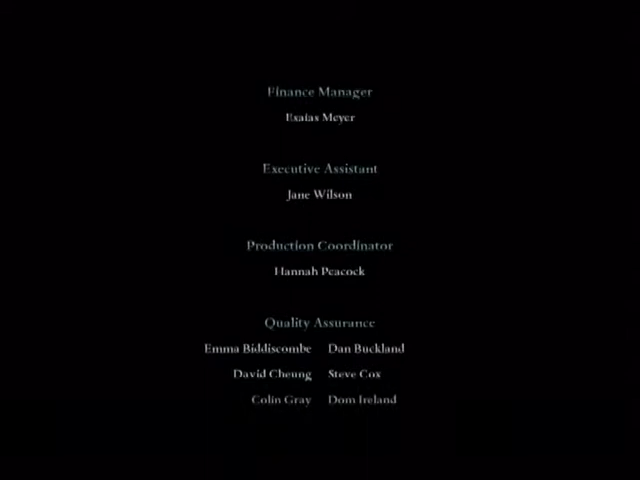 Finance Manager
Esaias Meyer
Executive Assistant
Jane Wilson
Production Coordinator
Hannah Peacock
Quality Assurance
Emma Biddiscombe Dan Buckland
David Cheung Steve Cox
Colin Gray Dom Ireland